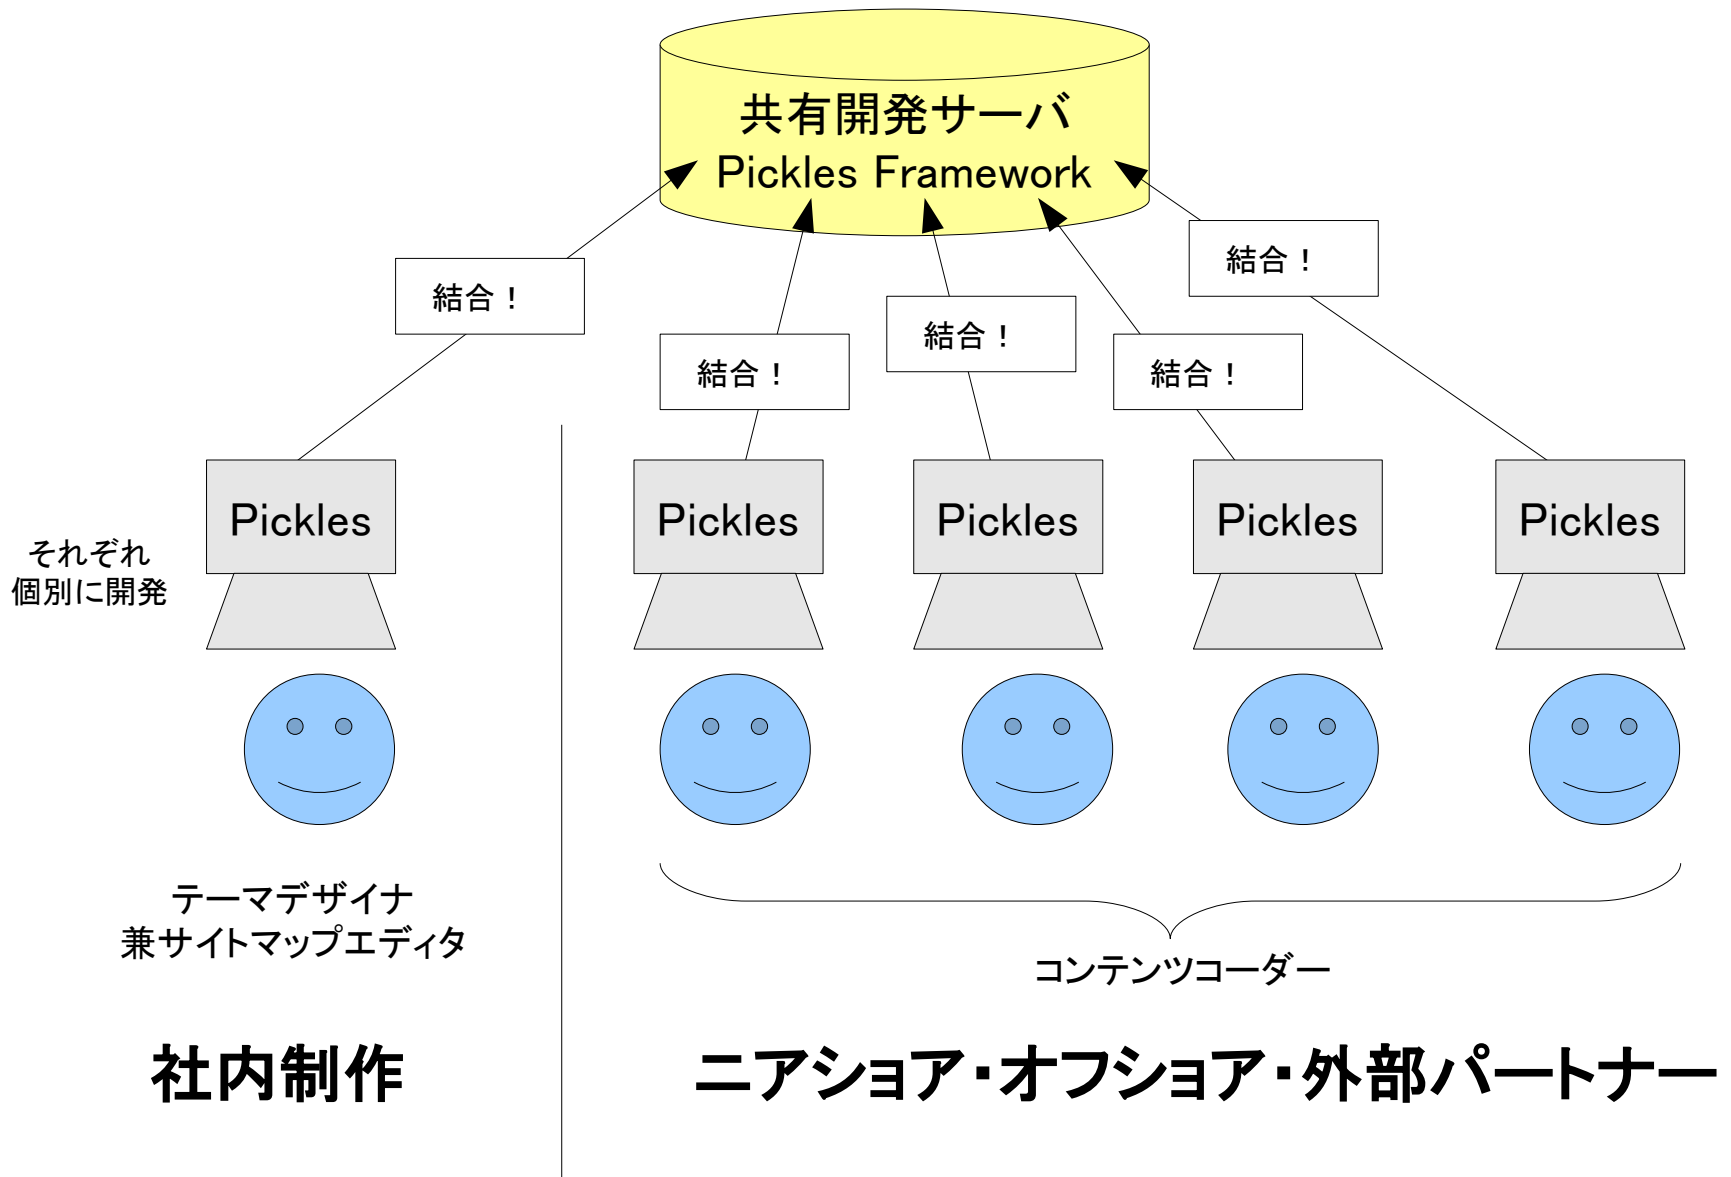 共有開発サーバ
Pickles Framework
結合！
結合！
結合！
結合！
結合！
Pickles
Pickles
Pickles
Pickles
Pickles
それぞれ
個別に開発
テーマデザイナ
兼サイトマップエディタ
コンテンツコーダー
社内制作
ニアショア・オフショア・外部パートナー